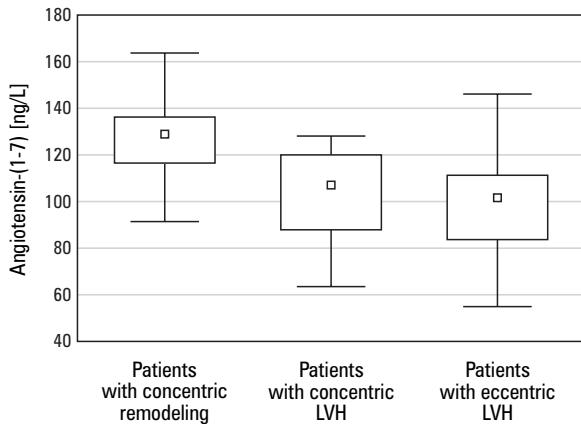 180
160
140
120
100
80
60
40
Angiotensin-(1-7) [ng/L]
Patients
with concentric
remodeling
Patients
with concentric
LVH
Patients
with eccentric
LVH